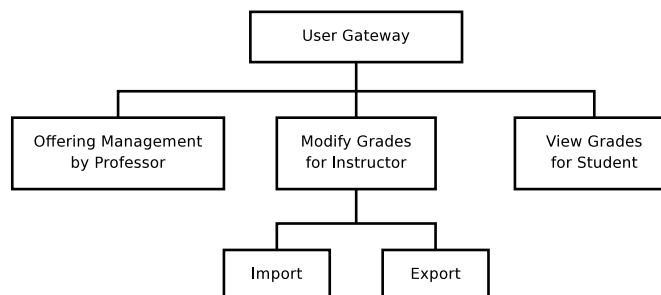 User Gateway
Offering Management
by Professor
Modify Grades
for Instructor
View Grades
for Student
Import
Export